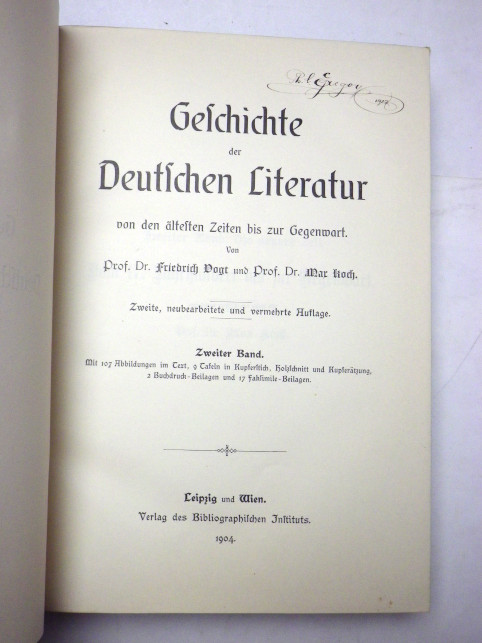 Gregor
1907
Geſchichte
der
Deutſchen Literatur
von den älteſten Zeiten bis zur Gegenwart.
Von
Prof. Dr. Friedrich Vogt und Prof. Dr. Max Koch.
Zweite, neubearbeitete und vermehrte Auflage.
Zweiter Band.
Mit 107 Abbildungen im Text, 9 Tafeln in Kupferſtich, Holzſchnitt und Kupferätzung,
2 Buchdruck-Beilagen und 17 Fakſimile-Beilagen.
Leipzig und Wien.
Verlag des Bibliographiſchen Inſtituts.
1904.